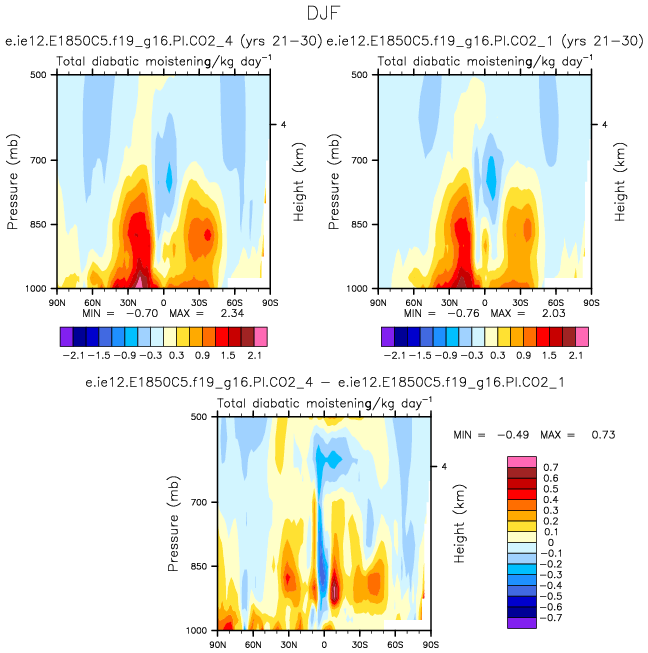 DJF
e.ie12.E1850C5.f19_g16.PI.CO2_4 (yrs 21-30) e.ie12.E1850C5.f19_g16.PI.CO2_1 (yrs 21-30)
Total diabatic moistening/kg day⁻¹ Total diabatic moistening/kg day⁻¹
500 500
4 4
700 700
850 850
1000 1000
Pressure (mb) Height (km) Pressure (mb) Height (km)
90N 60N 30N 0 30S 60S 90S 90N 60N 30N 0 30S 60S 90S
MIN = -0.70 MAX = 2.34 MIN = -0.76 MAX = 2.03
-2.1 -1.5 -0.9 -0.3 0.3 0.9 1.5 2.1 -2.1 -1.5 -0.9 -0.3 0.3 0.9 1.5 2.1
e.ie12.E1850C5.f19_g16.PI.CO2_4 - e.ie12.E1850C5.f19_g16.PI.CO2_1
Total diabatic moistening/kg day⁻¹
500
4
700
850
1000
Pressure (mb) Height (km)
90N 60N 30N 0 30S 60S 90S
MIN = -0.49 MAX = 0.73
0.7
0.6
0.5
0.4
0.3
0.2
0.1
0
-0.1
-0.2
-0.3
-0.4
-0.5
-0.6
-0.7